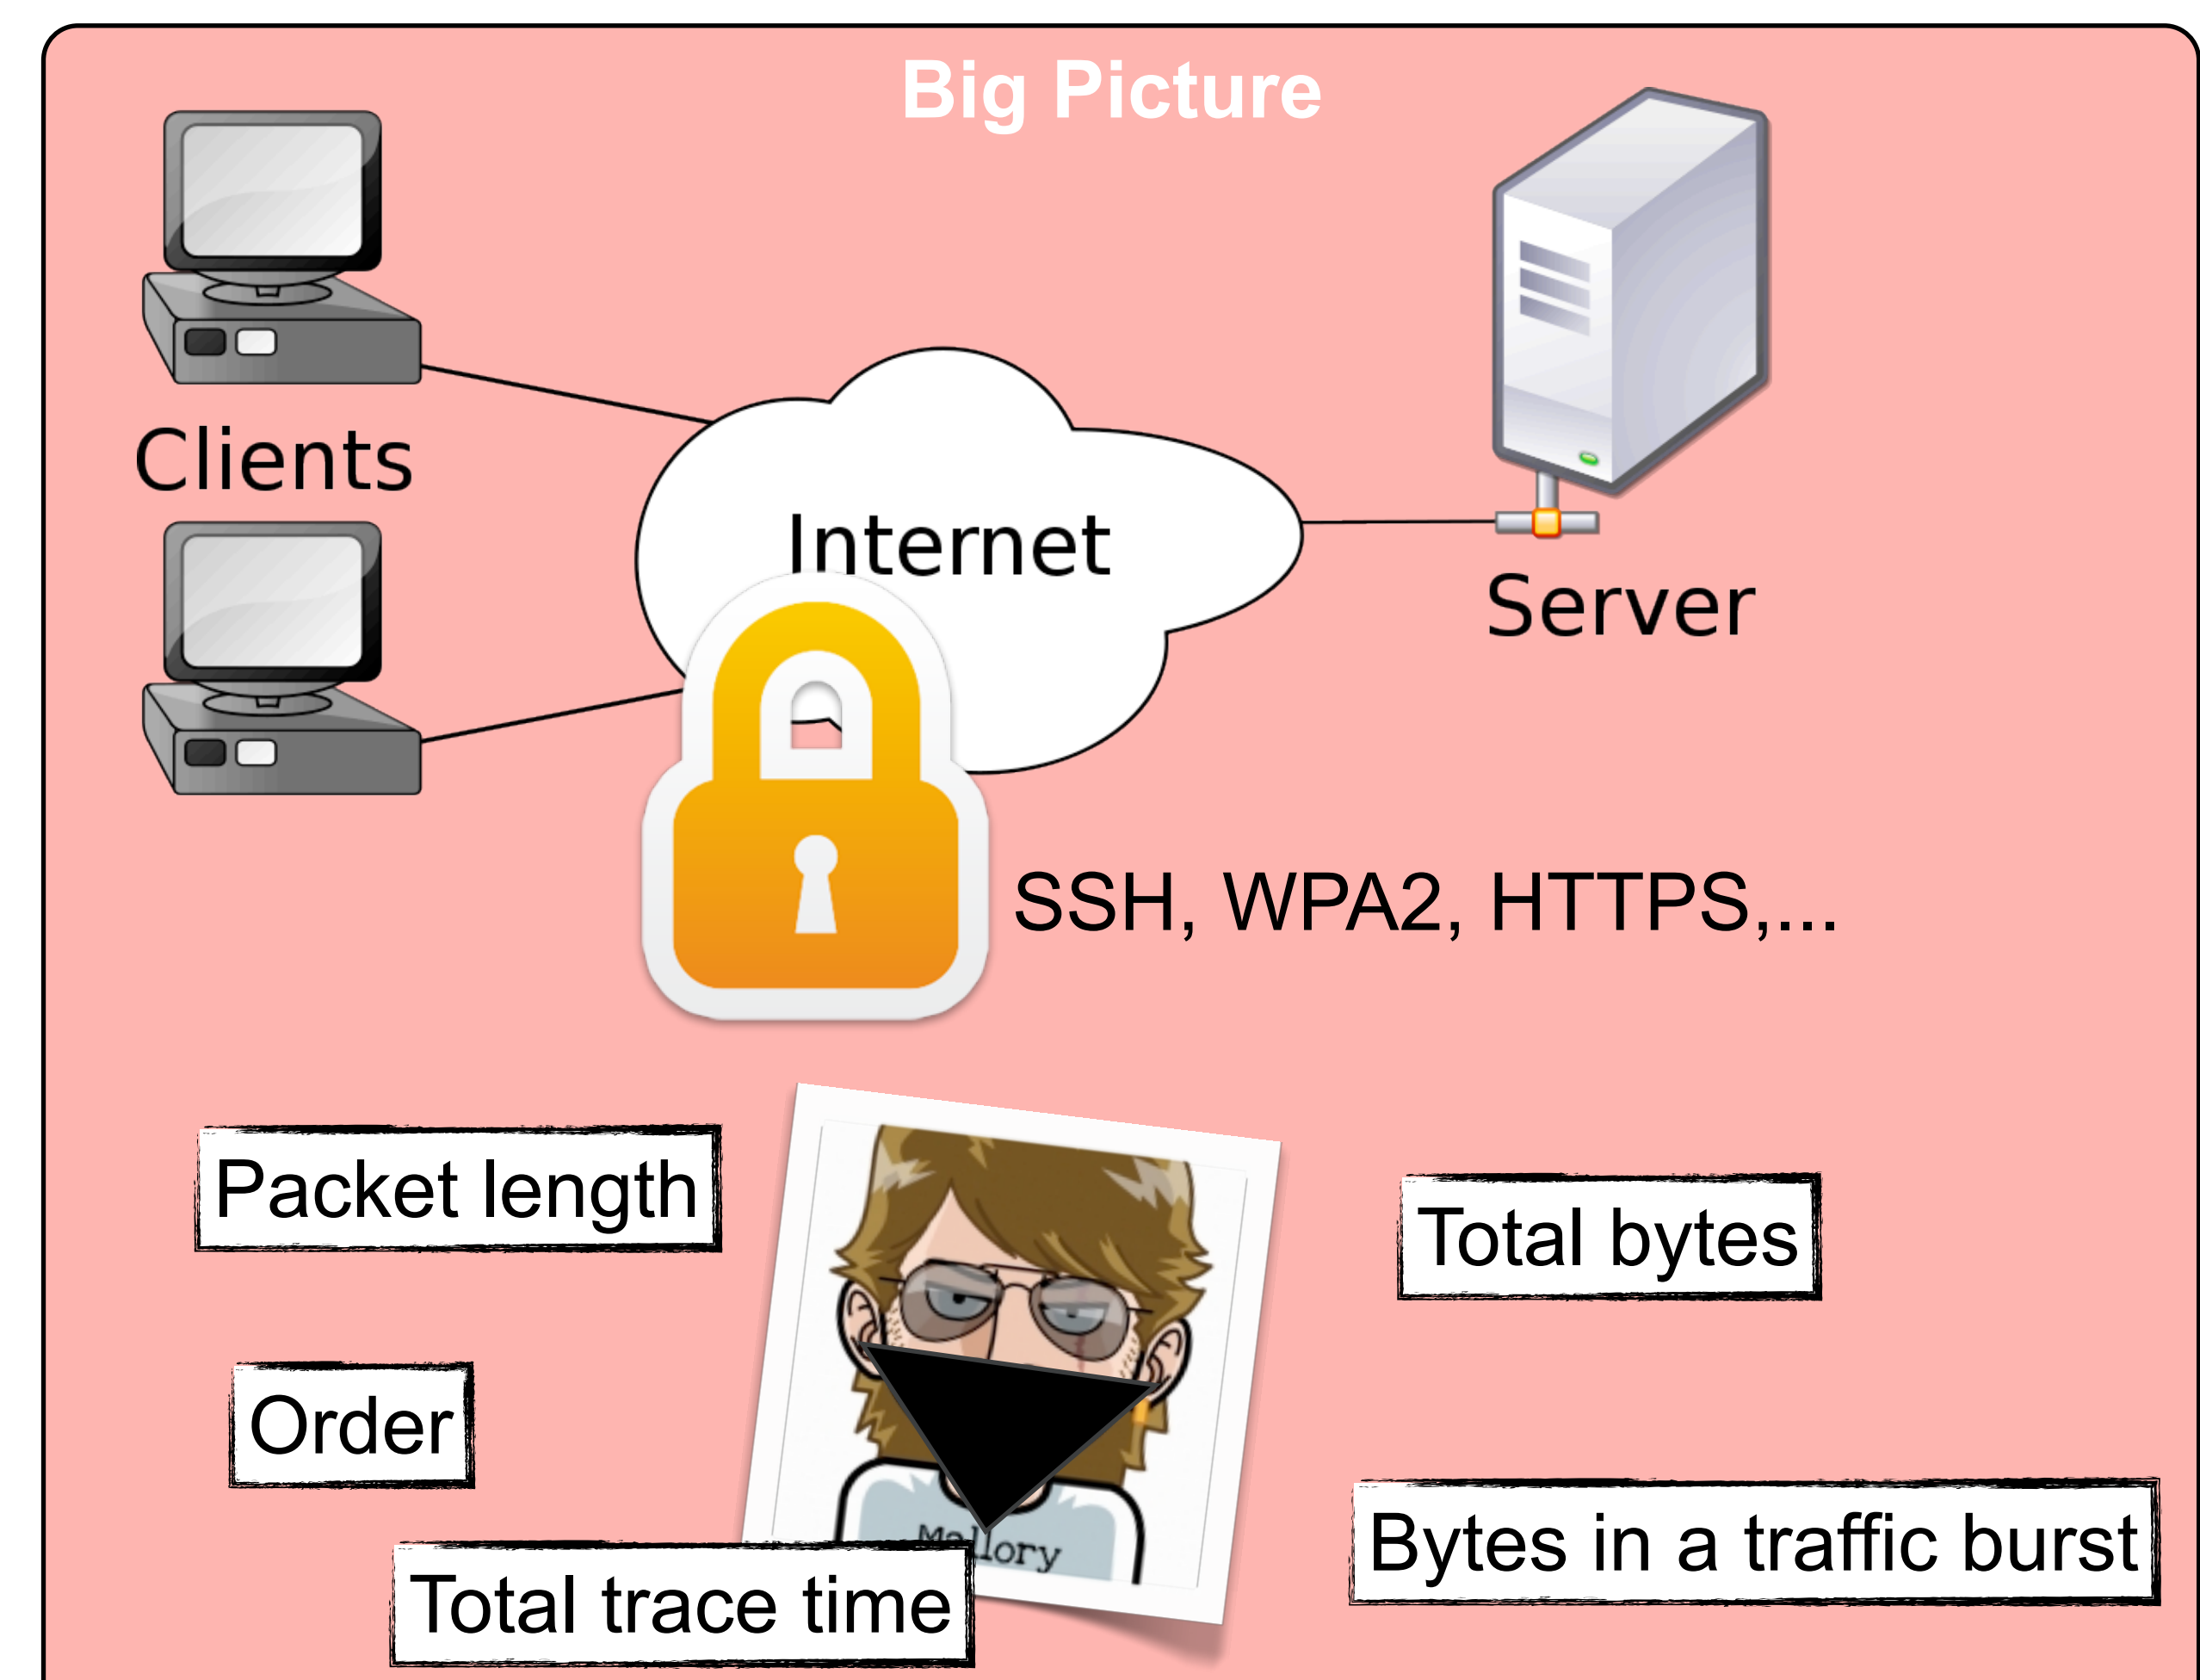 Big Picture
Clients
Internet
Server
SSH, WPA2, HTTPS,...
Packet length
Total bytes
Order
Mallory
Bytes in a traffic burst
Total trace time